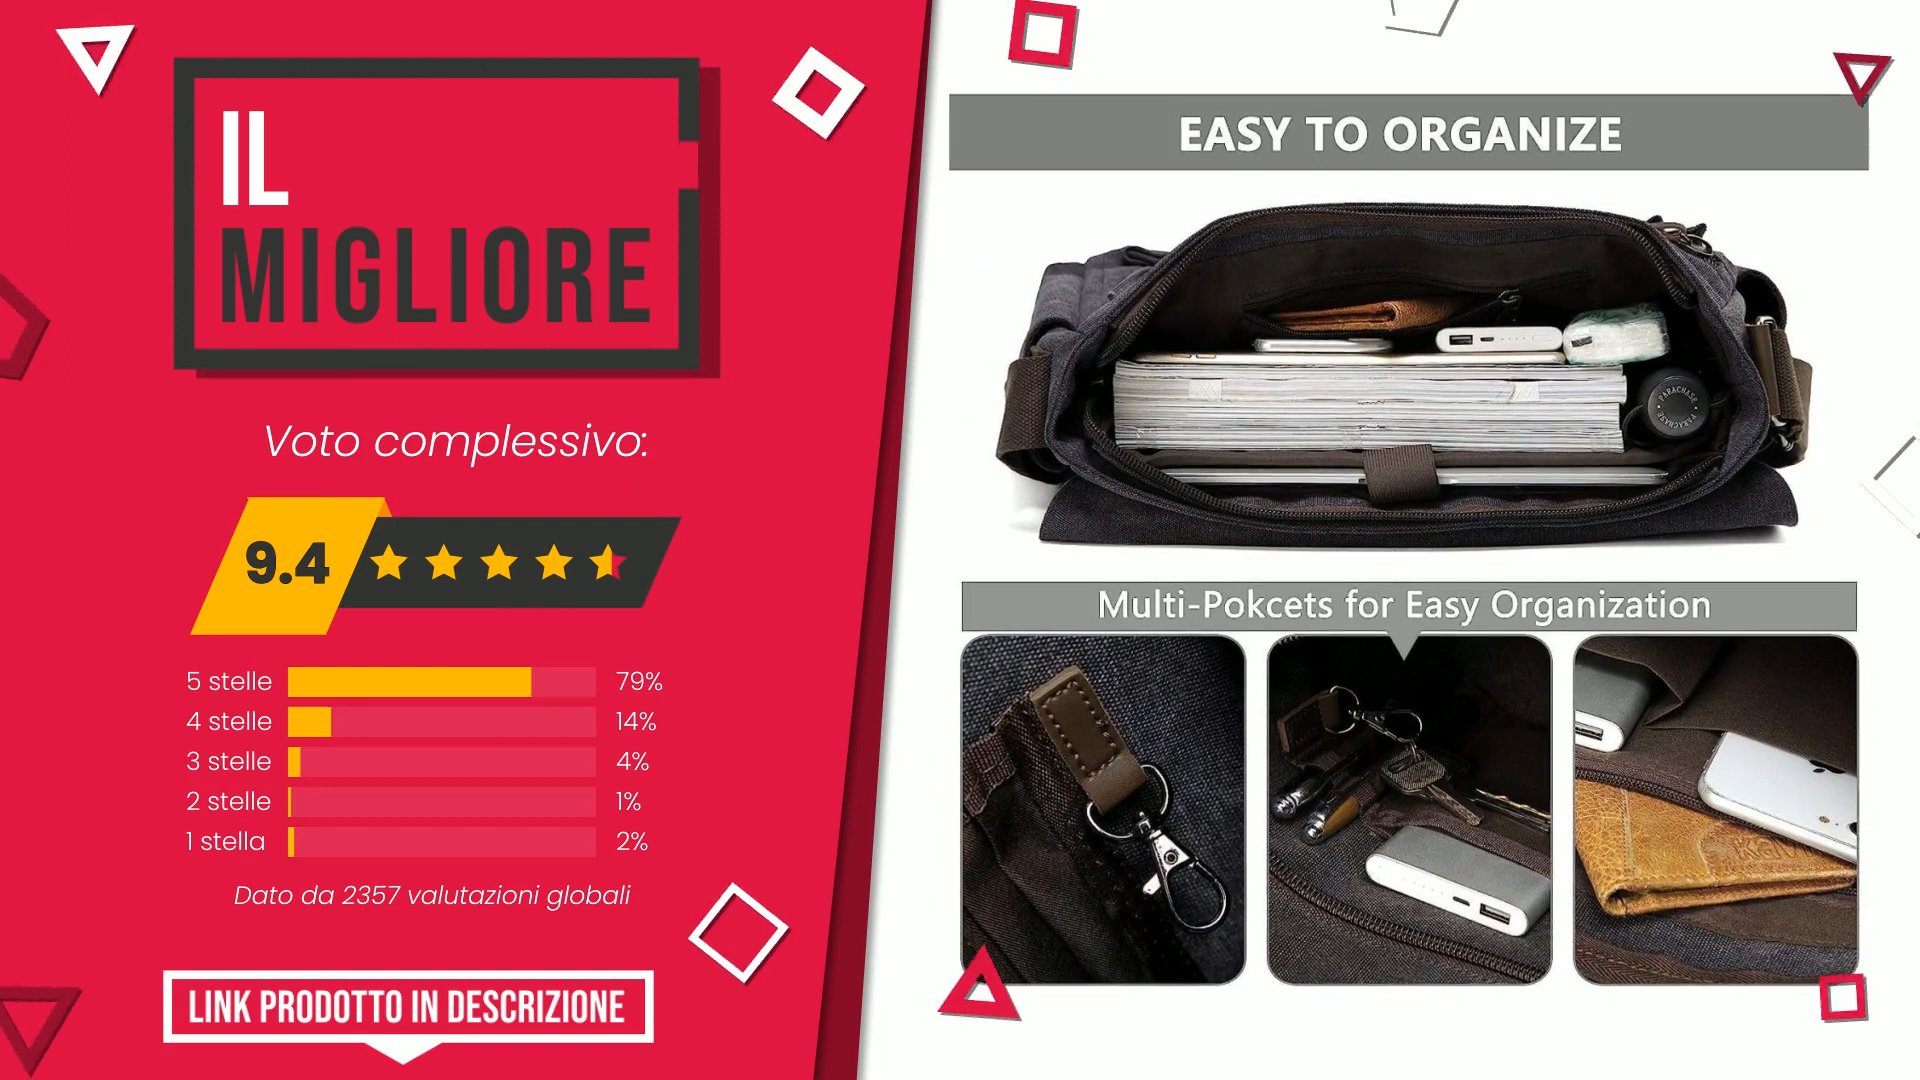 IL
MIGLIORE
Voto complessivo:
9.4
5 stelle 79%
4 stelle 14%
3 stelle 4%
2 stelle 1%
1 stella 2%
Dato da 2357 valutazioni globali
LINK PRODOTTO IN DESCRIZIONE
EASY TO ORGANIZE
PARACHASE
PARACHASE
Multi-Pokcets for Easy Organization